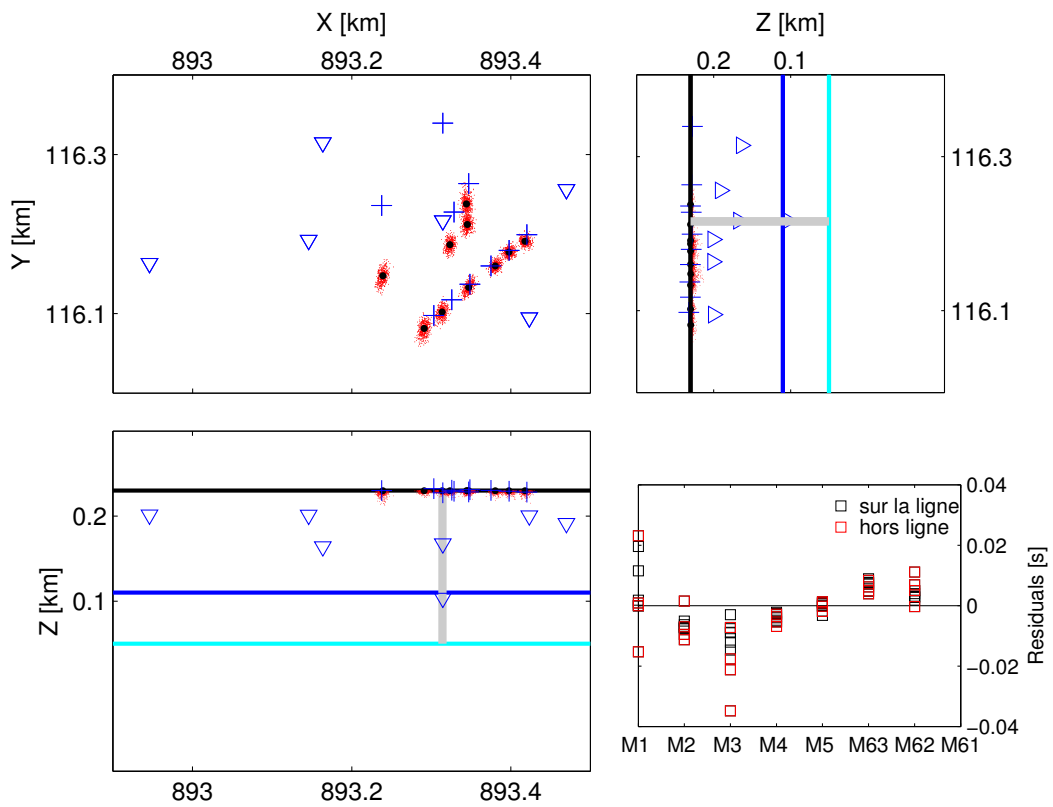 X [km]
893
893.2
893.4
Y [km]
116.3
116.1
Z [km]
0.2
0.1
116.3
116.1
Z [km]
0.2
0.1
893
893.2
893.4
sur la ligne
hors ligne
0.04
0.02
0
−0.02
−0.04
Residuals [s]
M1
M2
M3
M4
M5
M63
M62
M61